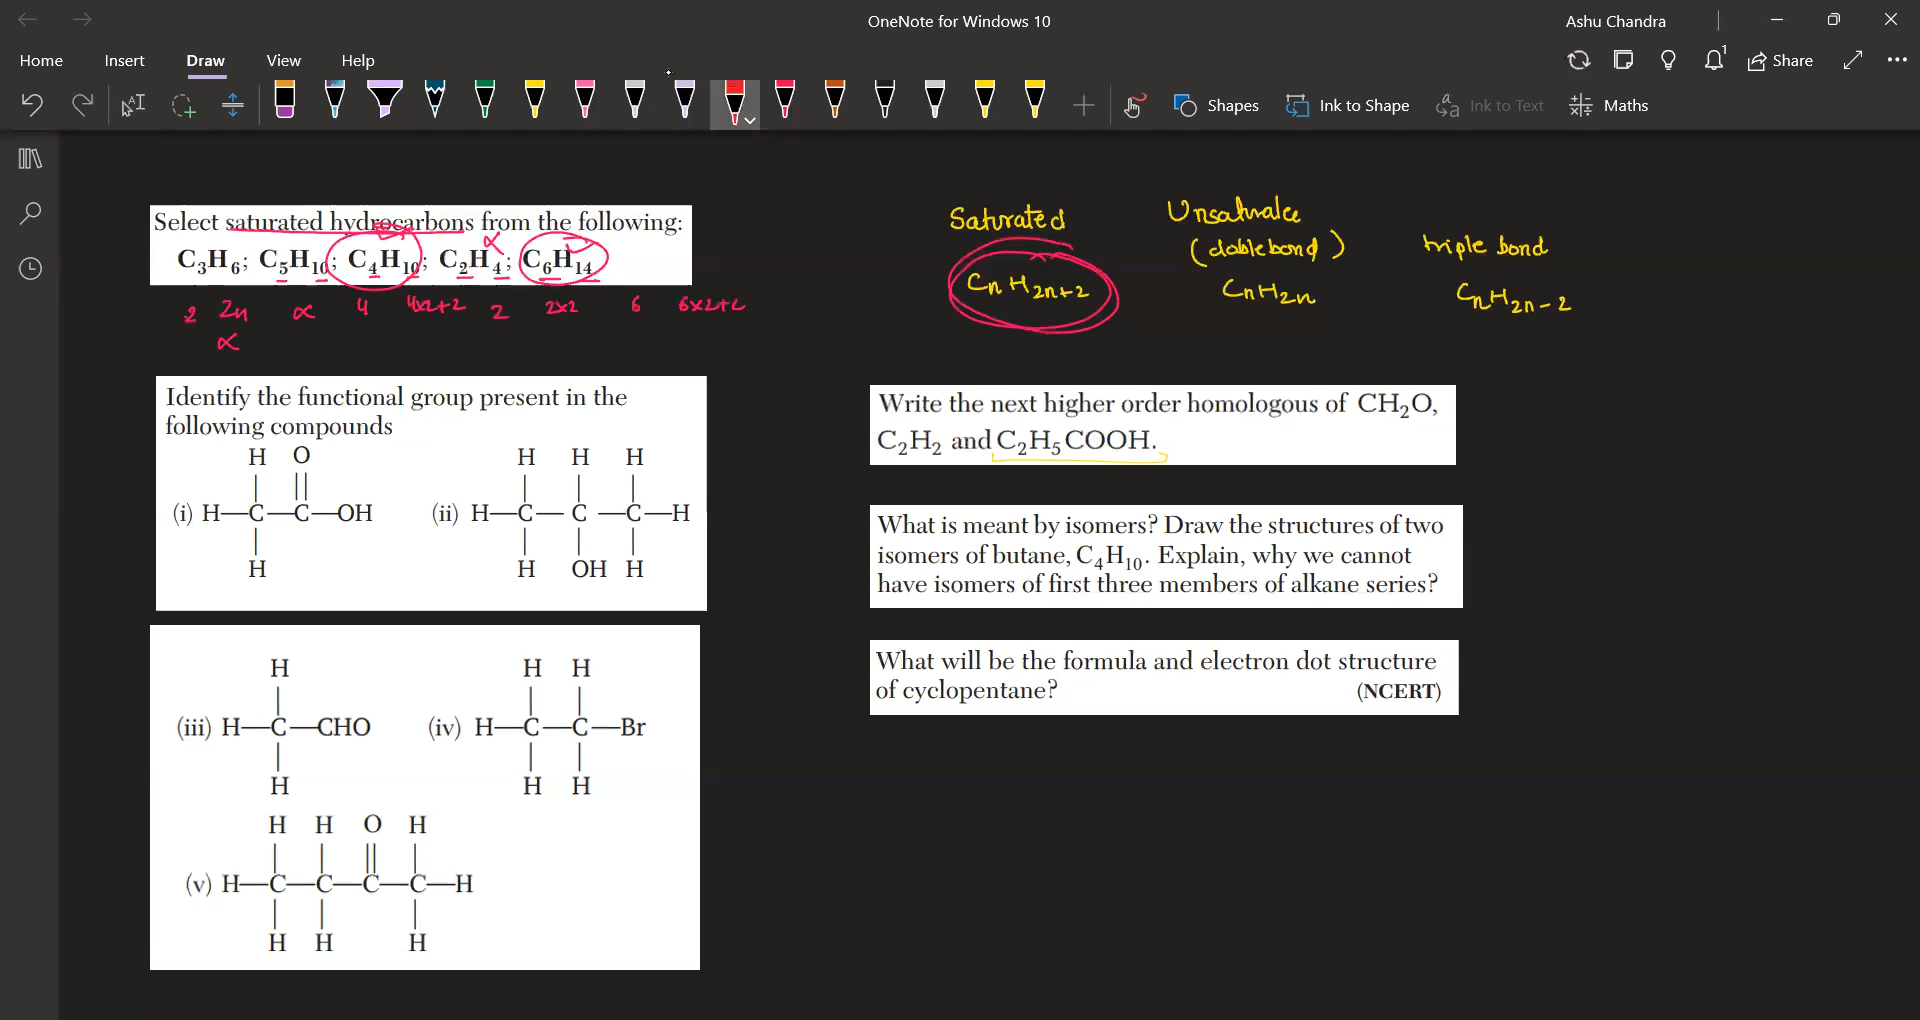 OneNote for Windows 10
Ashu Chandra
Home Insert Draw View Help
1
Share
Shapes Ink to Shape Ink to Text Maths
Select saturated hydrocarbons from the following:
C₃H₆; C₅H₁₀; C₄H₁₀; C₂H₄; C₆H₁₄
2 2n ∝ 4 4x2+2 2 2x2 6 6x2+2
∝
Saturated
CnH2n+2
Unsaturate
(doublebond)
CnH2n
triple bond
CnH2n-2
Identify the functional group present in the
following compounds
H O
(i) H—C—C—OH
H
H H H
(ii) H—C—C—C—H
H OH H
H
(iii) H—C—CHO
H
H H
(iv) H—C—C—Br
H H
H H O H
(v) H—C—C—C—C—H
H H H
Write the next higher order homologous of CH₂O,
C₂H₂ and C₂H₅COOH.
What is meant by isomers? Draw the structures of two
isomers of butane, C₄H₁₀. Explain, why we cannot
have isomers of first three members of alkane series?
What will be the formula and electron dot structure
of cyclopentane? (NCERT)